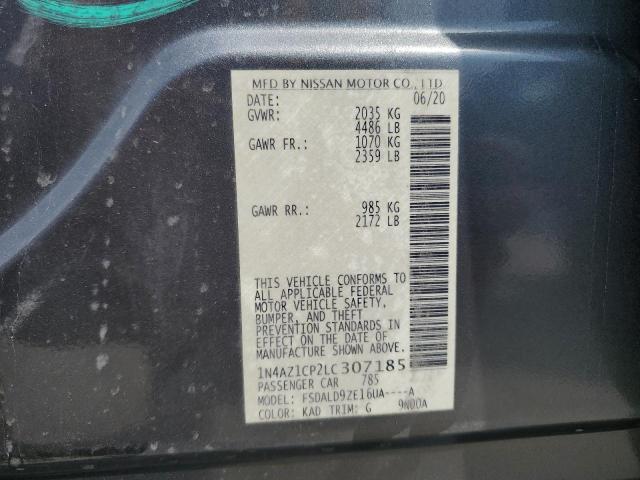 MFD BY NISSAN MOTOR CO., LTD
DATE: 06/20
GVWR: 2035 KG
4486 LB
GAWR FR.: 1070 KG
2359 LB
GAWR RR.: 985 KG
2172 LB
THIS VEHICLE CONFORMS TO
ALL APPLICABLE FEDERAL
MOTOR VEHICLE SAFETY,
BUMPER, AND THEFT
PREVENTION STANDARDS IN
EFFECT ON THE DATE OF
MANUFACTURE SHOWN ABOVE.
1N4AZ1CP2LC307185
PASSENGER CAR 785
MODEL: FSDALD9ZE16UA----A
COLOR: KAD TRIM: G 9N00A